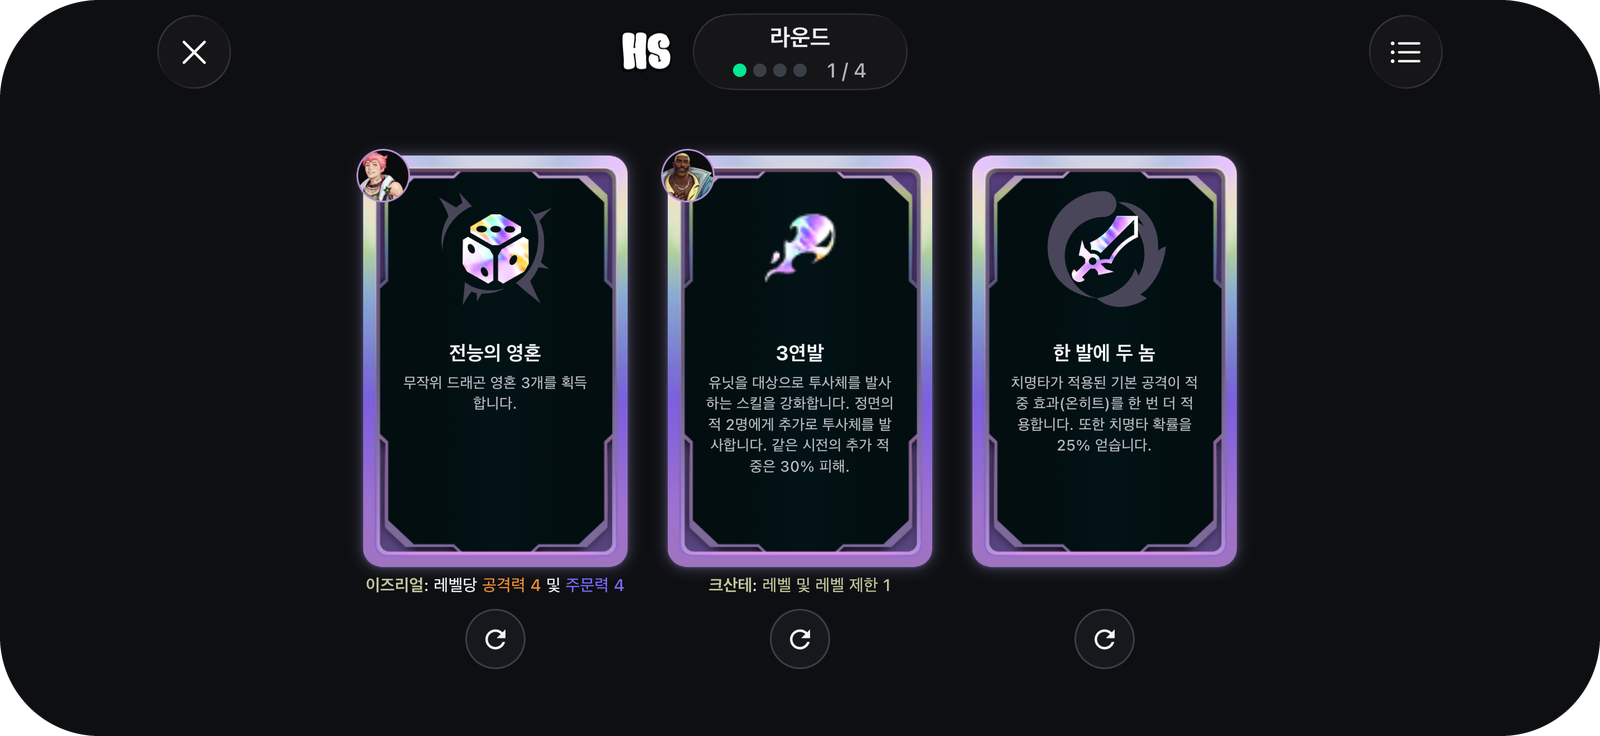 HS
라운드
1 / 4
전능의 영혼
무작위 드래곤 영혼 3개를 획득
합니다.
이즈리얼: 레벨당 공격력 4 및 주문력 4
3연발
유닛을 대상으로 투사체를 발사
하는 스킬을 강화합니다. 정면의
적 2명에게 추가로 투사체를 발
사합니다. 같은 시전의 추가 적
중은 30% 피해.
크산테: 레벨 및 레벨 제한 1
한 발에 두 놈
치명타가 적용된 기본 공격이 적
중 효과(온히트)를 한 번 더 적
용합니다. 또한 치명타 확률을
25% 얻습니다.